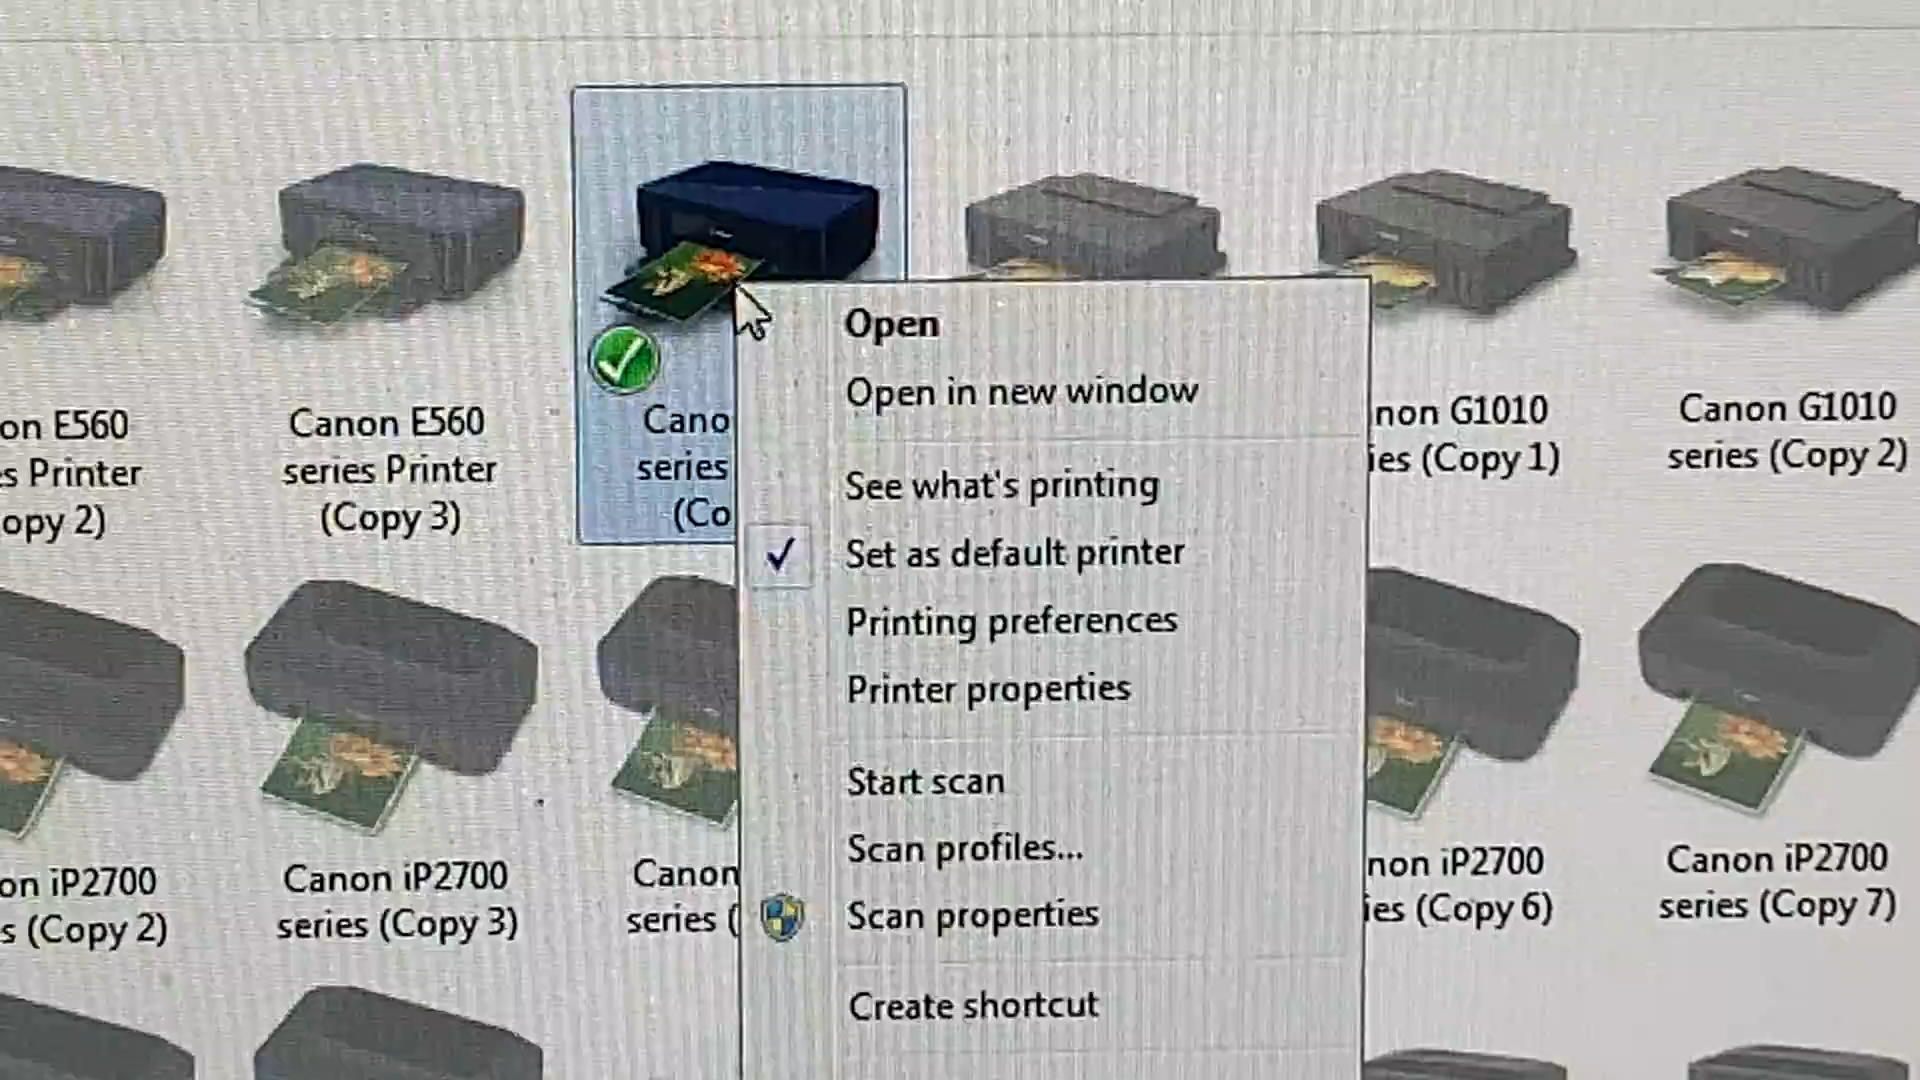 on E560
s Printer
opy 2)
Canon E560
series Printer
(Copy 3)
Cano
series
(Co
non G1010
ies (Copy 1)
Canon G1010
series (Copy 2)
Open
Open in new window
See what's printing
Set as default printer
Printing preferences
Printer properties
Start scan
Scan profiles...
Scan properties
Create shortcut
on iP2700
s (Copy 2)
Canon iP2700
series (Copy 3)
Canon
series (
non iP2700
ies (Copy 6)
Canon iP2700
series (Copy 7)